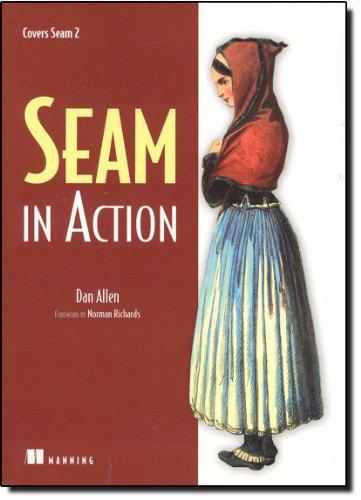 Covers Seam 2
SEAM
IN ACTION
Dan Allen
FOREWORD BY Norman Richards
MANNING